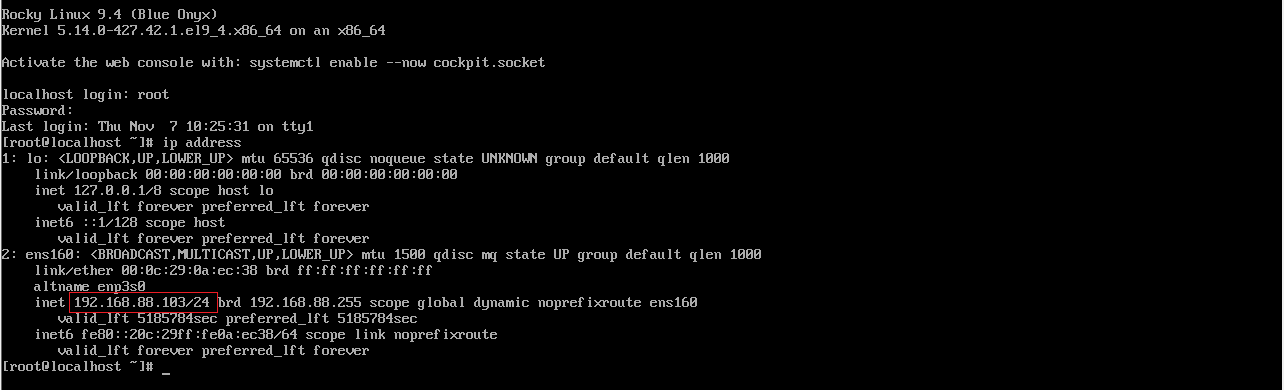 Rocky Linux 9.4 (Blue Onyx)
Kernel 5.14.0-427.42.1.el9_4.x86_64 on an x86_64
Activate the web console with: systemctl enable --now cockpit.socket
localhost login: root
Password:
Last login: Thu Nov  7 10:25:31 on tty1
[root@localhost ~]# ip address
1: lo: <LOOPBACK,UP,LOWER_UP> mtu 65536 qdisc noqueue state UNKNOWN group default qlen 1000
    link/loopback 00:00:00:00:00:00 brd 00:00:00:00:00:00
    inet 127.0.0.1/8 scope host lo
       valid_lft forever preferred_lft forever
    inet6 ::1/128 scope host
       valid_lft forever preferred_lft forever
2: ens160: <BROADCAST,MULTICAST,UP,LOWER_UP> mtu 1500 qdisc mq state UP group default qlen 1000
    link/ether 00:0c:29:0a:ec:38 brd ff:ff:ff:ff:ff:ff
    altname enp3s0
    inet 192.168.88.103/24 brd 192.168.88.255 scope global dynamic noprefixroute ens160
       valid_lft 5185784sec preferred_lft 5185784sec
    inet6 fe80::20c:29ff:fe0a:ec38/64 scope link noprefixroute
       valid_lft forever preferred_lft forever
[root@localhost ~]# _